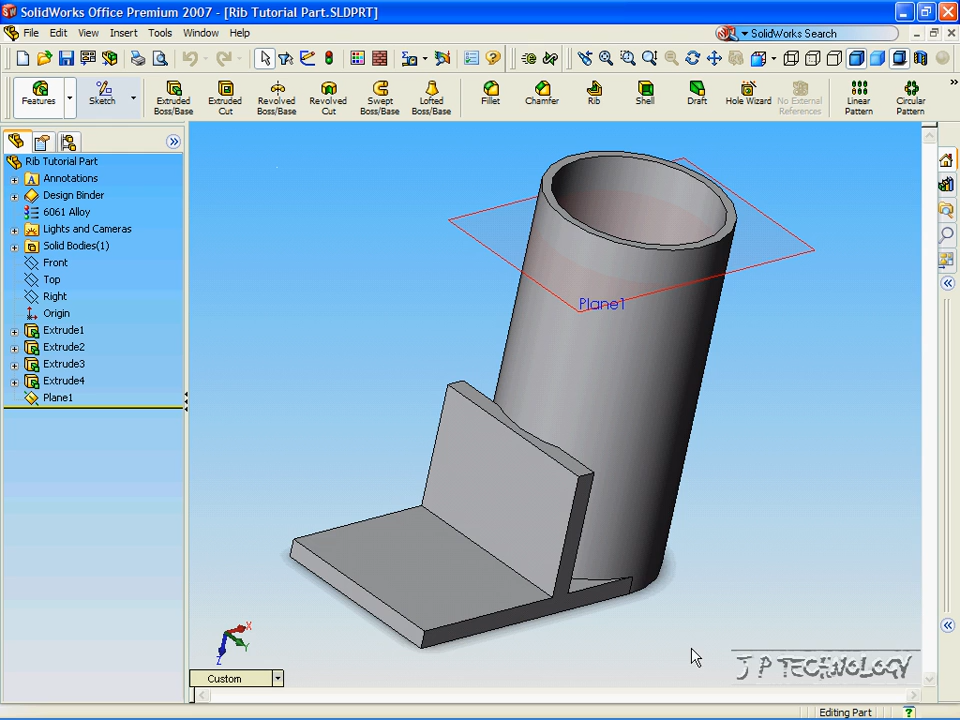 SolidWorks Office Premium 2007 - [Rib Tutorial Part.SLDPRT]
File Edit View Insert Tools Window Help SolidWorks Search
Features Sketch Extruded Boss/Base Extruded Cut Revolved Boss/Base Revolved Cut Swept Boss/Base Lofted Boss/Base Fillet Chamfer Rib Shell Draft Hole Wizard No External References Linear Pattern Circular Pattern
Rib Tutorial Part
A Annotations
Design Binder
6061 Alloy
Lights and Cameras
Solid Bodies(1)
Front
Top
Right
Origin
Extrude1
Extrude2
Extrude3
Extrude4
Plane1
Plane1
X
Y
Z
Custom
J P TECHNOLOGY
Editing Part